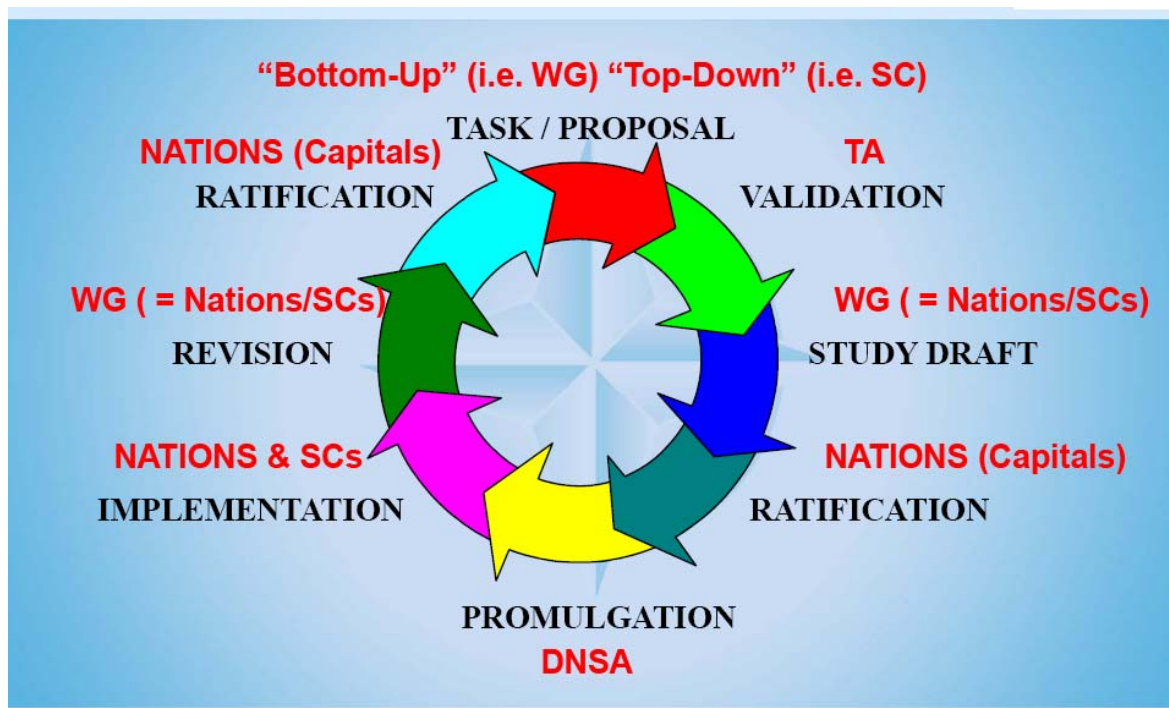 “Bottom-Up” (i.e. WG) “Top-Down” (i.e. SC)
TASK / PROPOSAL
TA
VALIDATION
WG ( = Nations/SCs)
STUDY DRAFT
NATIONS (Capitals)
RATIFICATION
PROMULGATION
DNSA
NATIONS & SCs
IMPLEMENTATION
WG ( = Nations/SCs)
REVISION
NATIONS (Capitals)
RATIFICATION